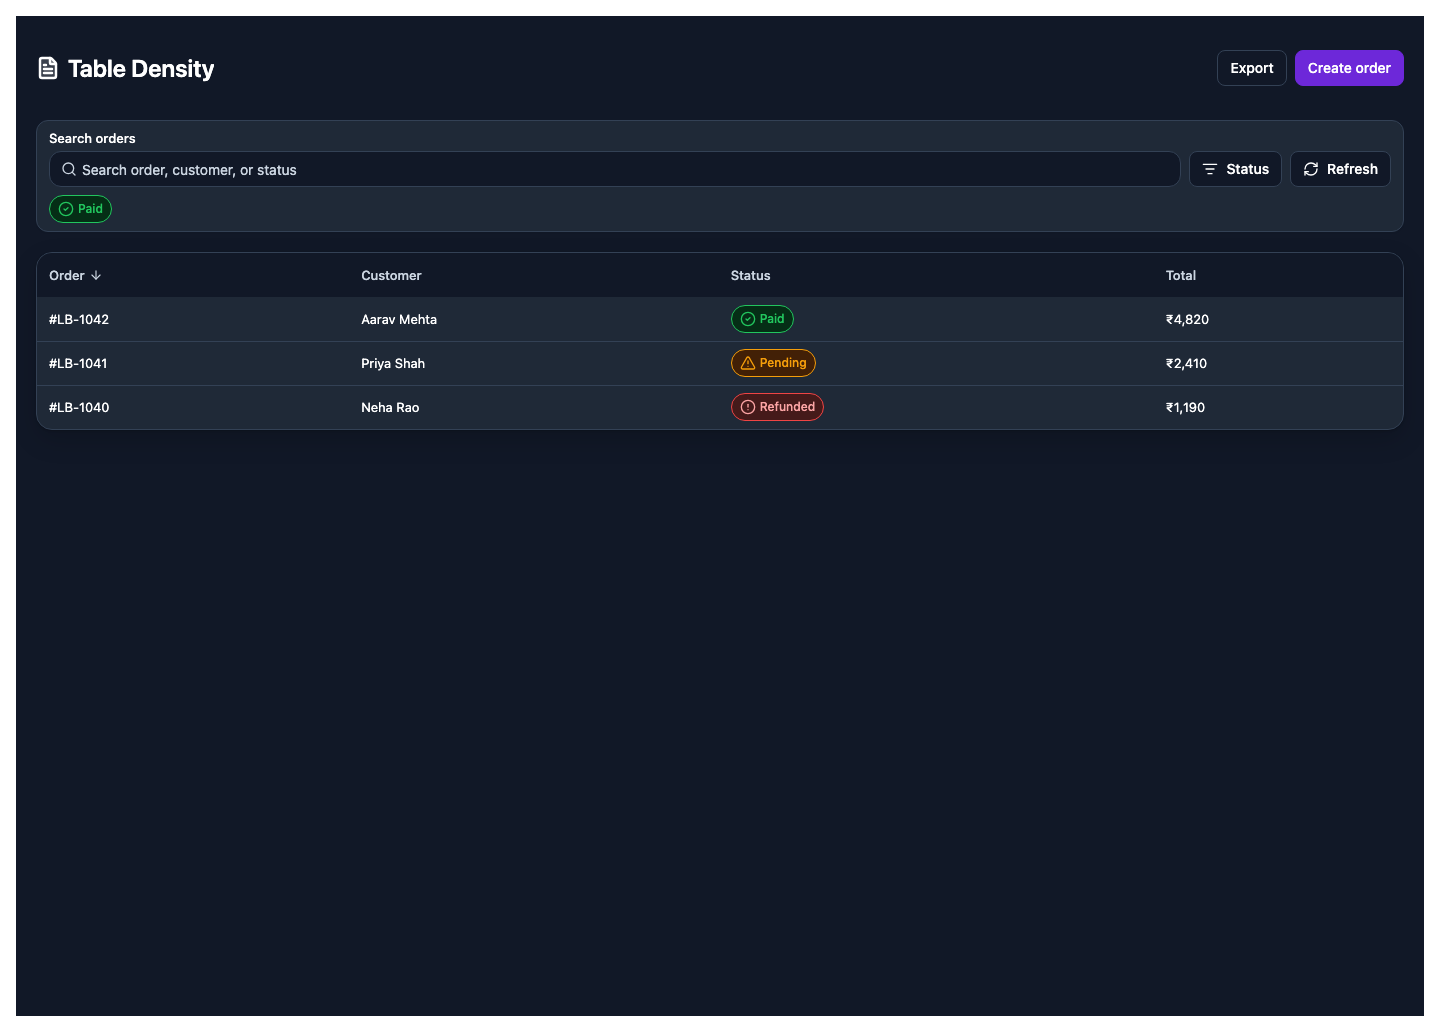 Table Density
Export
Create order
Search orders
Search order, customer, or status
Status
Refresh
Paid
Order Customer Status Total
#LB-1042 Aarav Mehta Paid ₹4,820
#LB-1041 Priya Shah Pending ₹2,410
#LB-1040 Neha Rao Refunded ₹1,190